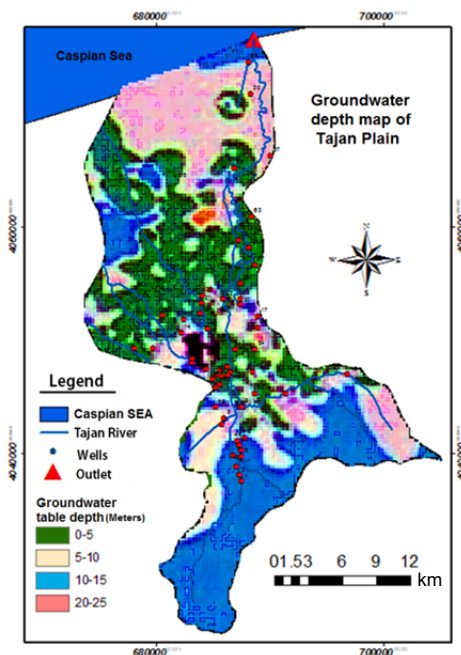 680000 700000
Caspian Sea
Groundwater
depth map of
Tajan Plain
4060000 4060000
N
W E
S
Legend
Caspian SEA
Tajan River
Wells
Outlet
4040000 4040000
Groundwater
table depth (Meters)
0-5
5-10
10-15
20-25
01.53 6 9 12
km
680000 700000